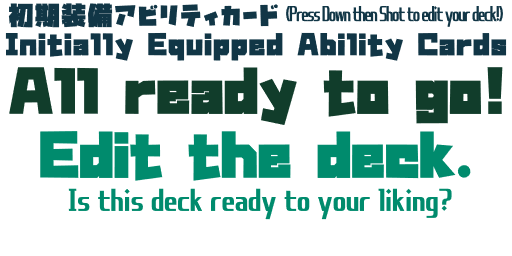 初期装備アビリティカード (Press Down then Shot to edit your deck!)
Initially Equipped Ability Cards
All ready to go!
Edit the deck.
Is this deck ready to your liking?